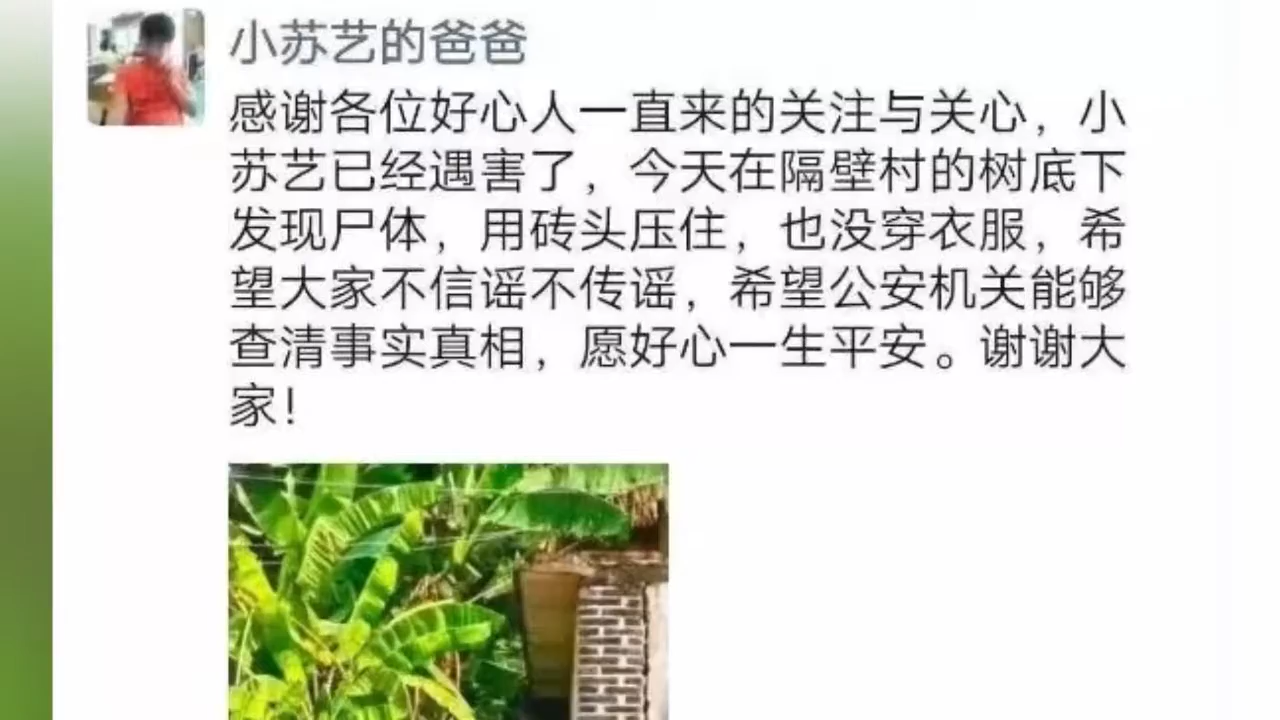 小苏艺的爸爸
感谢各位好心人一直来的关注与关心，小
苏艺已经遇害了，今天在隔壁村的树底下
发现尸体，用砖头压住，也没穿衣服，希
望大家不信谣不传谣，希望公安机关能够
查清事实真相，愿好心一生平安。谢谢大
家！